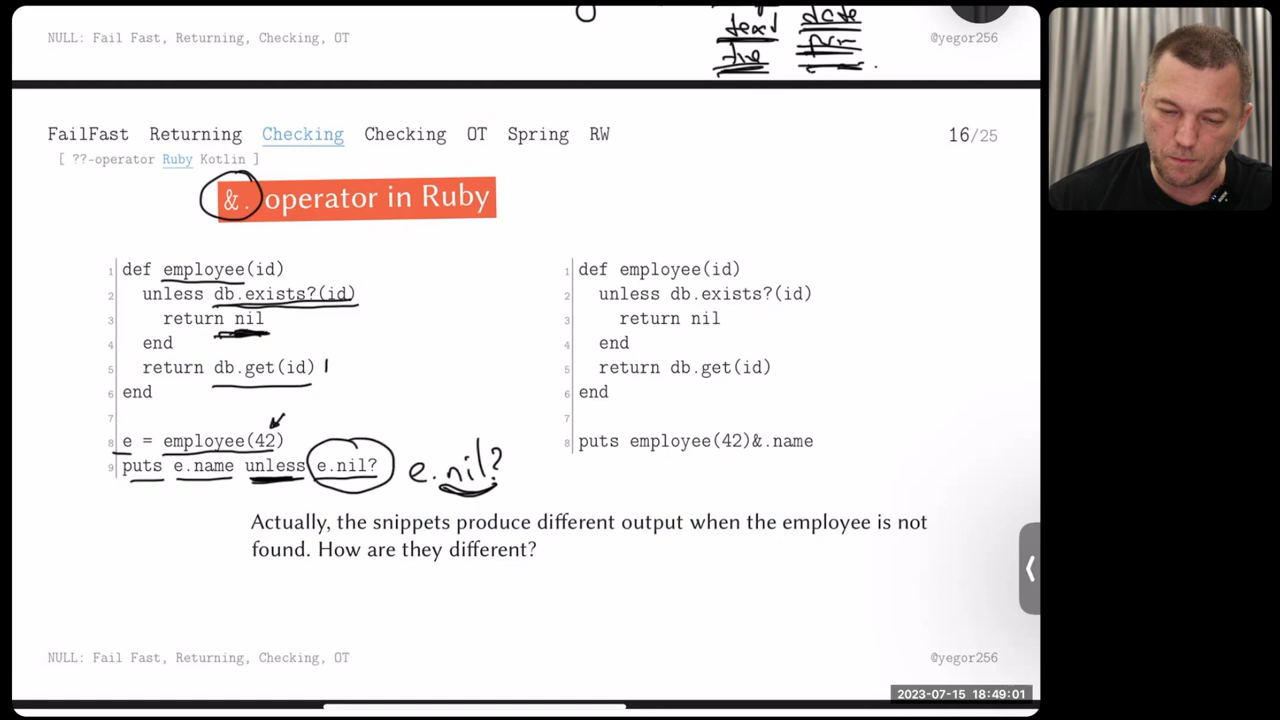 dead date
NULL: Fail Fast, Returning, Checking, OT @yegor256
FailFast Returning Checking Checking OT Spring RW 16/25
[ ??-operator Ruby Kotlin ]
&. operator in Ruby
1 def employee(id)
2 unless db.exists?(id)
3 return nil
4 end
5 return db.get(id)
6 end
7
8 e = employee(42)
9 puts e.name unless e.nil?
e.nil?
1 def employee(id)
2 unless db.exists?(id)
3 return nil
4 end
5 return db.get(id)
6 end
7
8 puts employee(42)&.name
Actually, the snippets produce different output when the employee is not
found. How are they different?
NULL: Fail Fast, Returning, Checking, OT @yegor256
2023-07-15 18:49:01